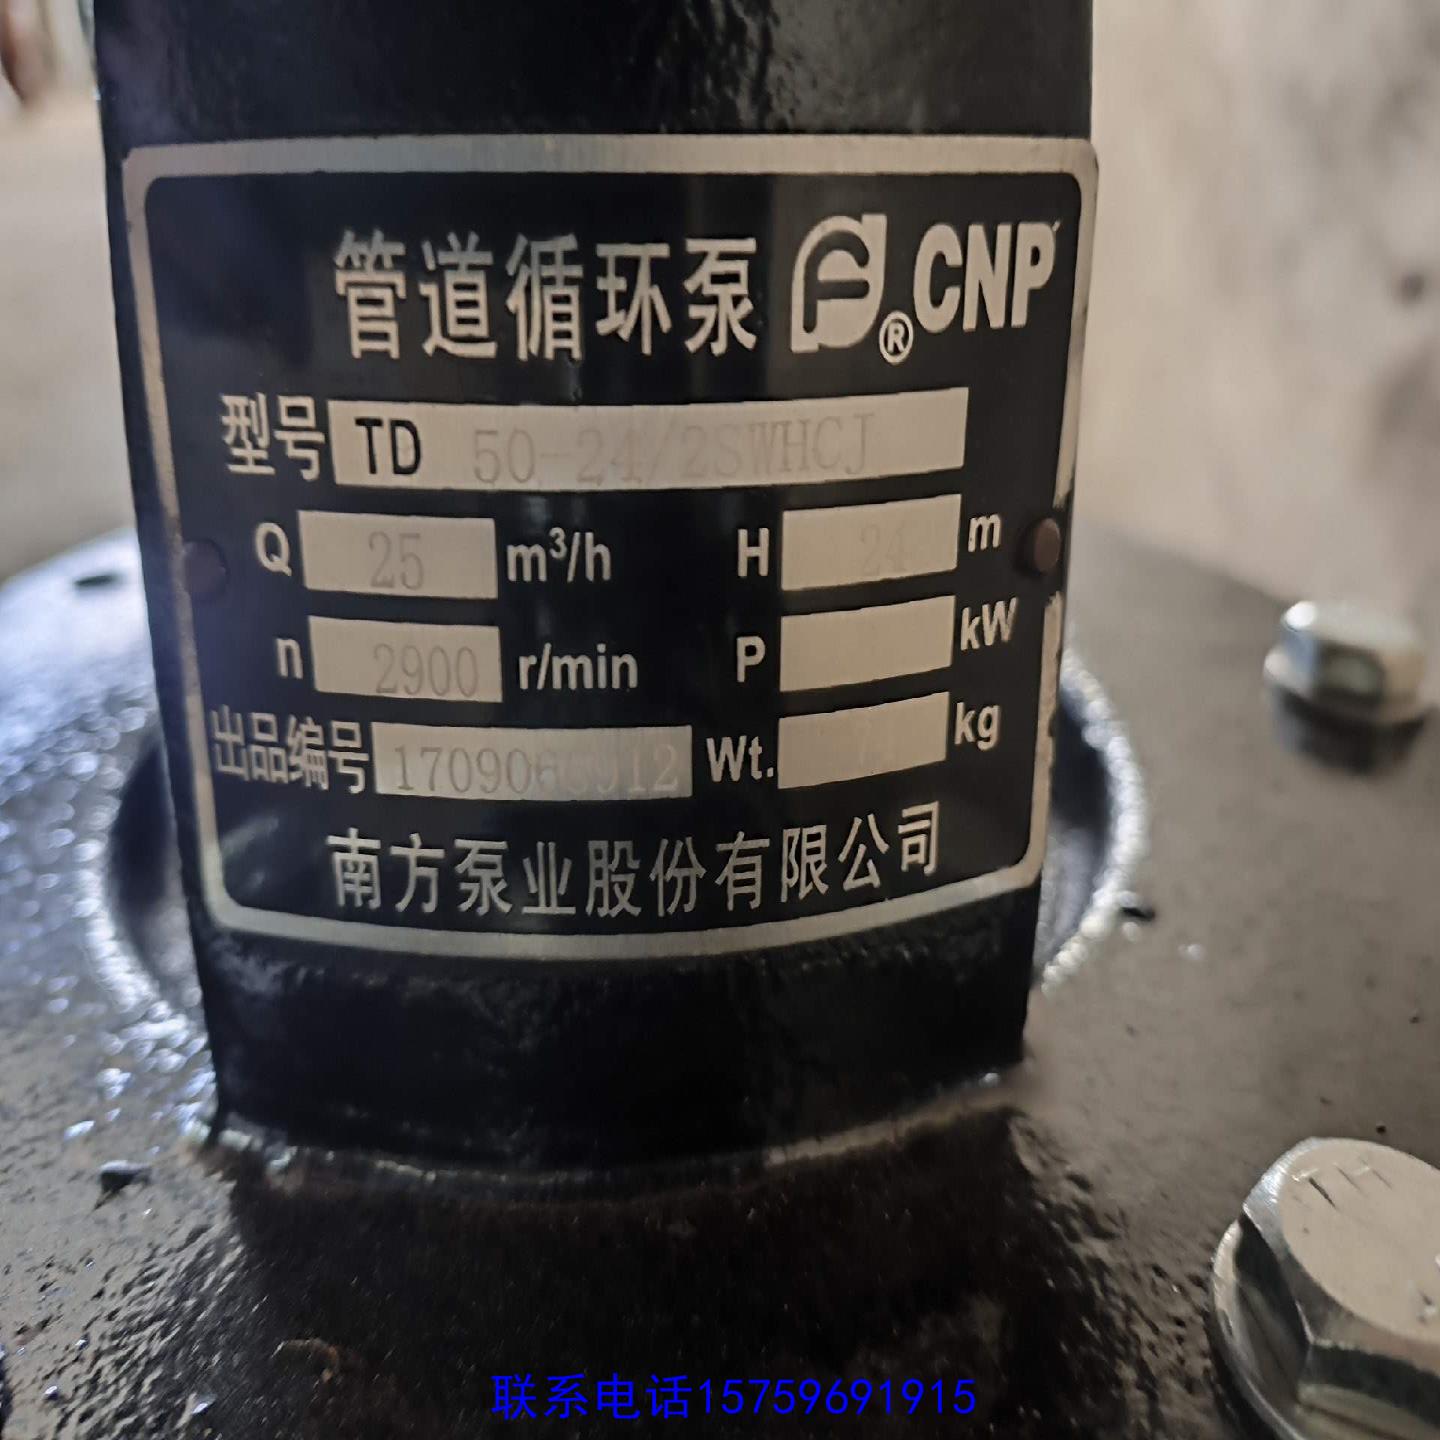 管道循环泵 ® CNP
型号 TD 50-24/2SWHCJ
Q 25 m³/h H 24 m
n 2900 r/min P kW
出品编号 Wt. kg
南方泵业股份有限公司
联系电话15759691915